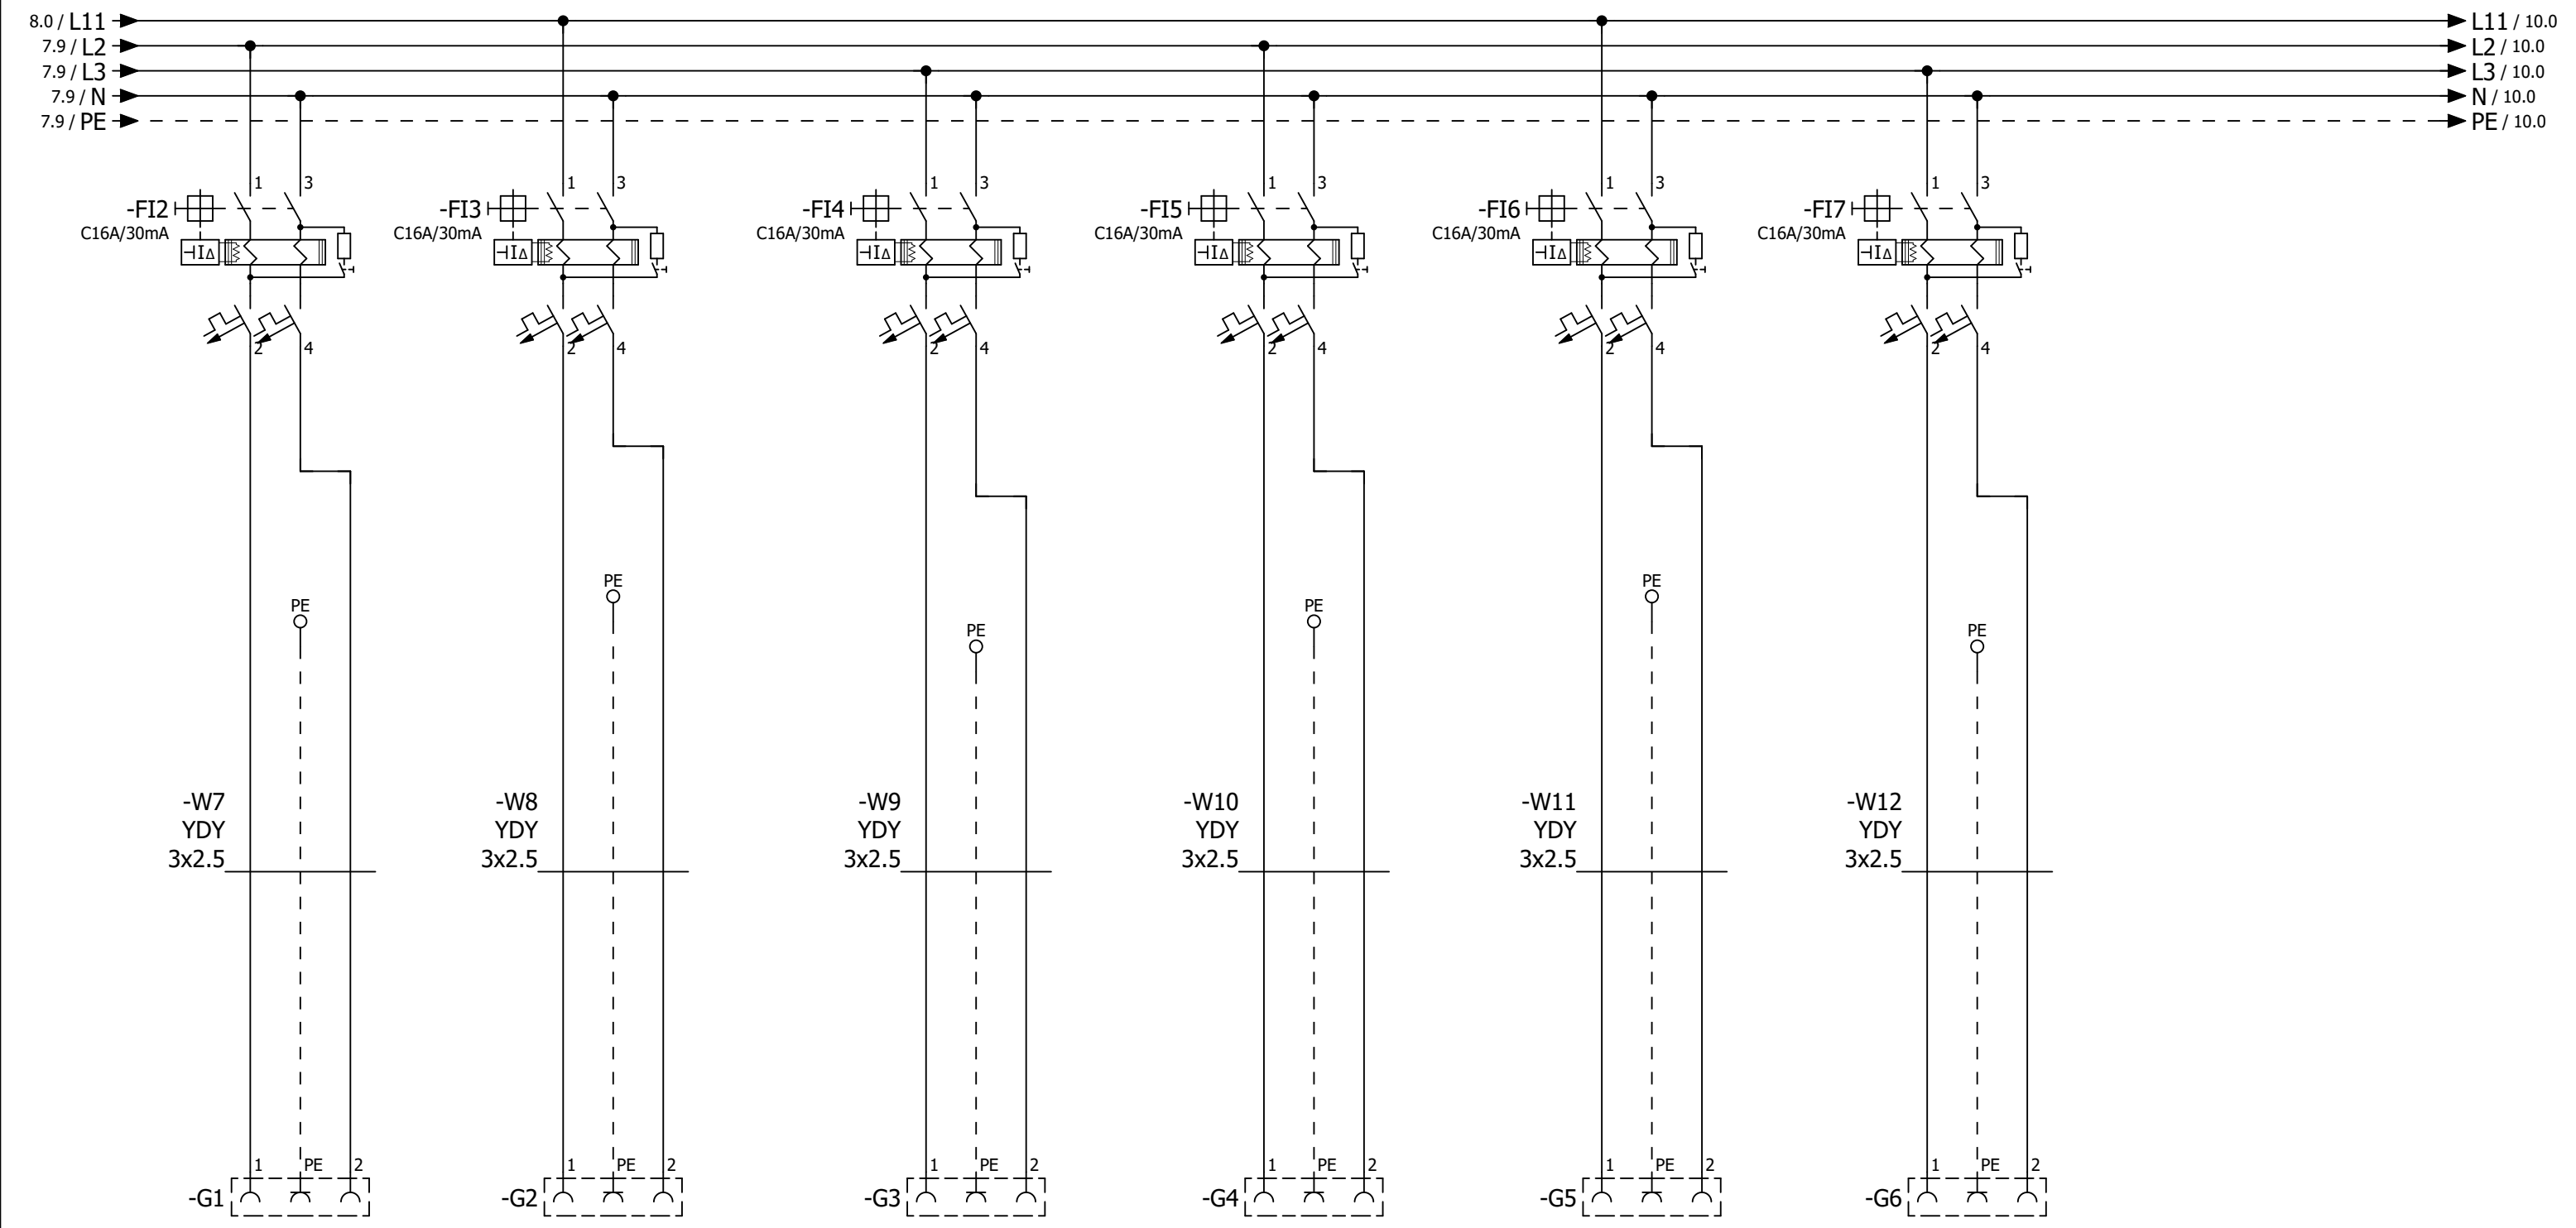 8.0 / L11
L11 / 10.0
7.9 / L2
L2 / 10.0
7.9 / L3
L3 / 10.0
7.9 / N
N / 10.0
7.9 / PE
PE / 10.0
1 3 1 3 1 3 1 3 1 3 1 3
-FI2 -FI3 -FI4 -FI5 -FI6 -FI7
C16A/30mA C16A/30mA C16A/30mA C16A/30mA C16A/30mA C16A/30mA
I∆ I∆ I∆ I∆ I∆ I∆
2 4 2 4 2 4 2 4 2 4 2 4
PE PE
PE PE
PE PE
-W7 -W8 -W9 -W10 -W11 -W12
YDY YDY YDY YDY YDY YDY
3x2.5 3x2.5 3x2.5 3x2.5 3x2.5 3x2.5
1 PE 2 1 PE 2 1 PE 2 1 PE 2 1 PE 2 1 PE 2
-G1 -G2 -G3 -G4 -G5 -G6